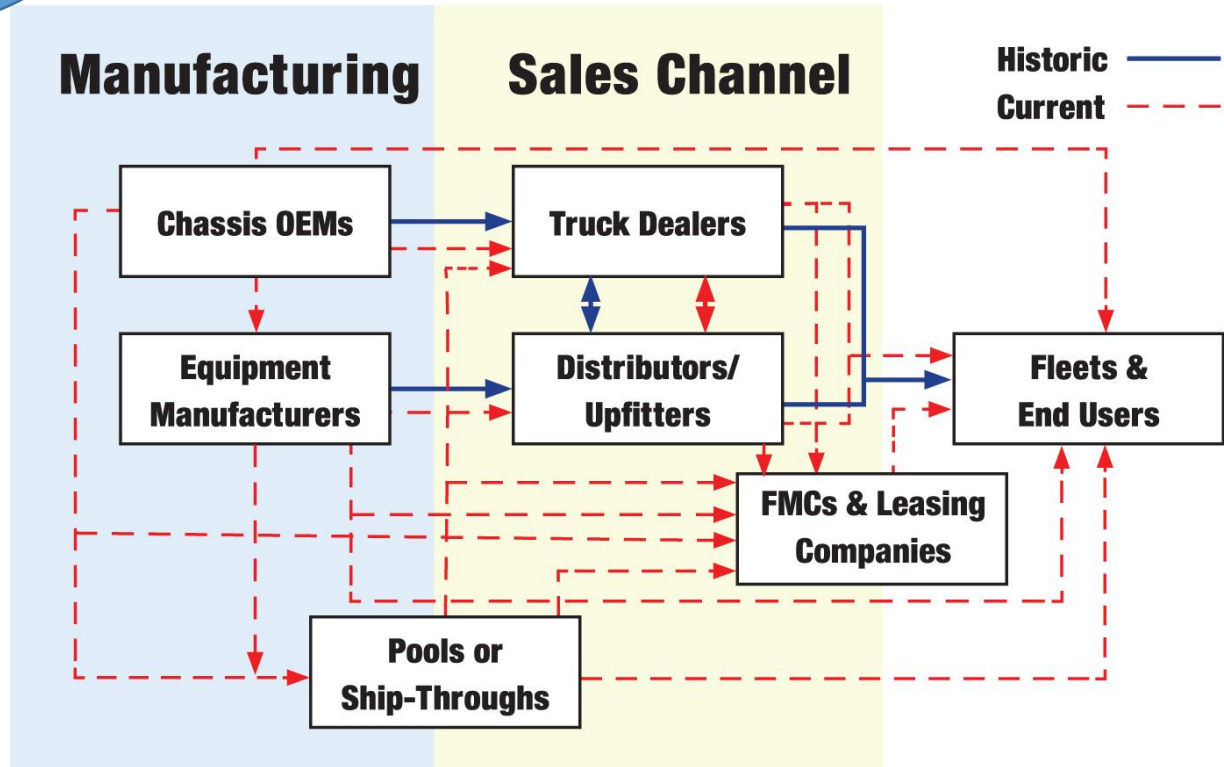 Manufacturing
Sales Channel
Historic
Current
Chassis OEMs
Truck Dealers
Equipment
Manufacturers
Distributors/
Upfitters
Fleets &
End Users
FMCs & Leasing
Companies
Pools or
Ship-Throughs